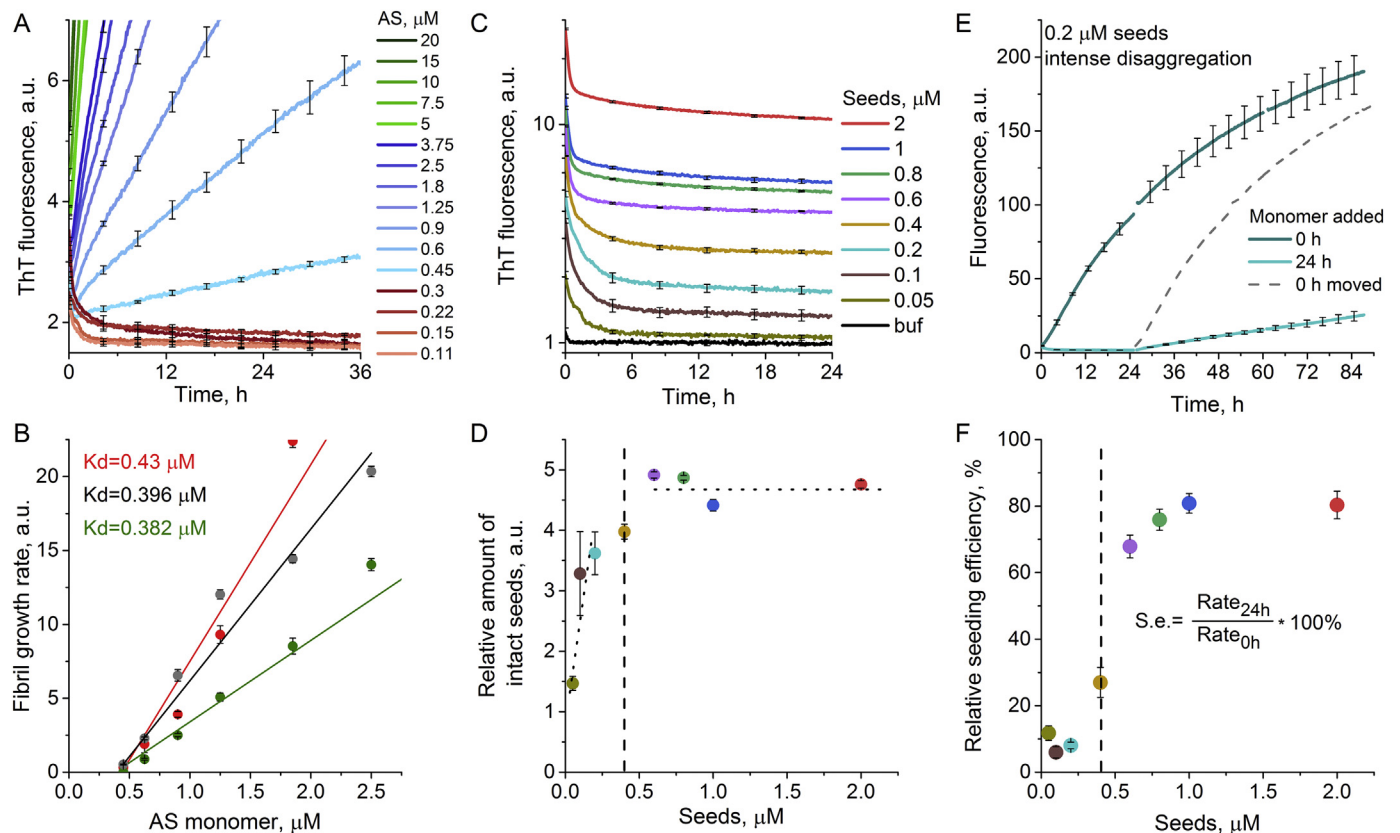 A
ThT fluorescence, a.u.
6
4
2
0
12
24
36
Time, h
AS, μM
20
15
10
7.5
5
3.75
2.5
1.8
1.25
0.9
0.6
0.45
0.3
0.22
0.15
0.11
C
ThT fluorescence, a.u.
10
1
0
6
12
18
24
Time, h
Seeds, μM
2
1
0.8
0.6
0.4
0.2
0.1
0.05
buf
E
0.2 μM seeds
intense disaggregation
Fluorescence, a.u.
200
150
100
50
0
0 12 24 36 48 60 72 84
Time, h
Monomer added
0 h
24 h
0 h moved
B
Fibril growth rate, a.u.
20
15
10
5
0
0.0 0.5 1.0 1.5 2.0 2.5
AS monomer, μM
Kd=0.43 μM
Kd=0.396 μM
Kd=0.382 μM
D
Relative amount of
intact seeds, a.u.
5
4
3
2
1
0
0.0 0.5 1.0 1.5 2.0
Seeds, μM
F
Relative seeding efficiency, %
100
80
60
40
20
0
0.0 0.5 1.0 1.5 2.0
Seeds, μM
S.e.= Rate24h / Rate0h * 100%